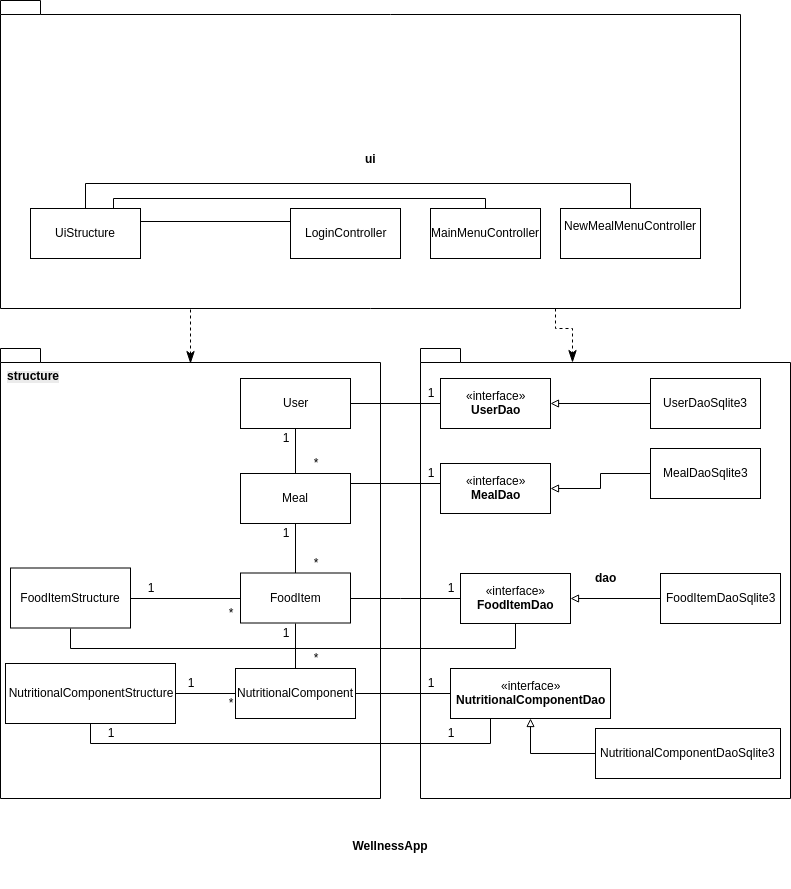 ui
UiStructure
LoginController
MainMenuController
NewMealMenuController
structure
User
1
«interface»
UserDao
UserDaoSqlite3
1
*
Meal
1
«interface»
MealDao
MealDaoSqlite3
1
*
dao
FoodItemStructure
1
*
FoodItem
1
«interface»
FoodItemDao
FoodItemDaoSqlite3
1
*
NutritionalComponentStructure
1
*
NutritionalComponent
1
«interface»
NutritionalComponentDao
1
1
NutritionalComponentDaoSqlite3
WellnessApp